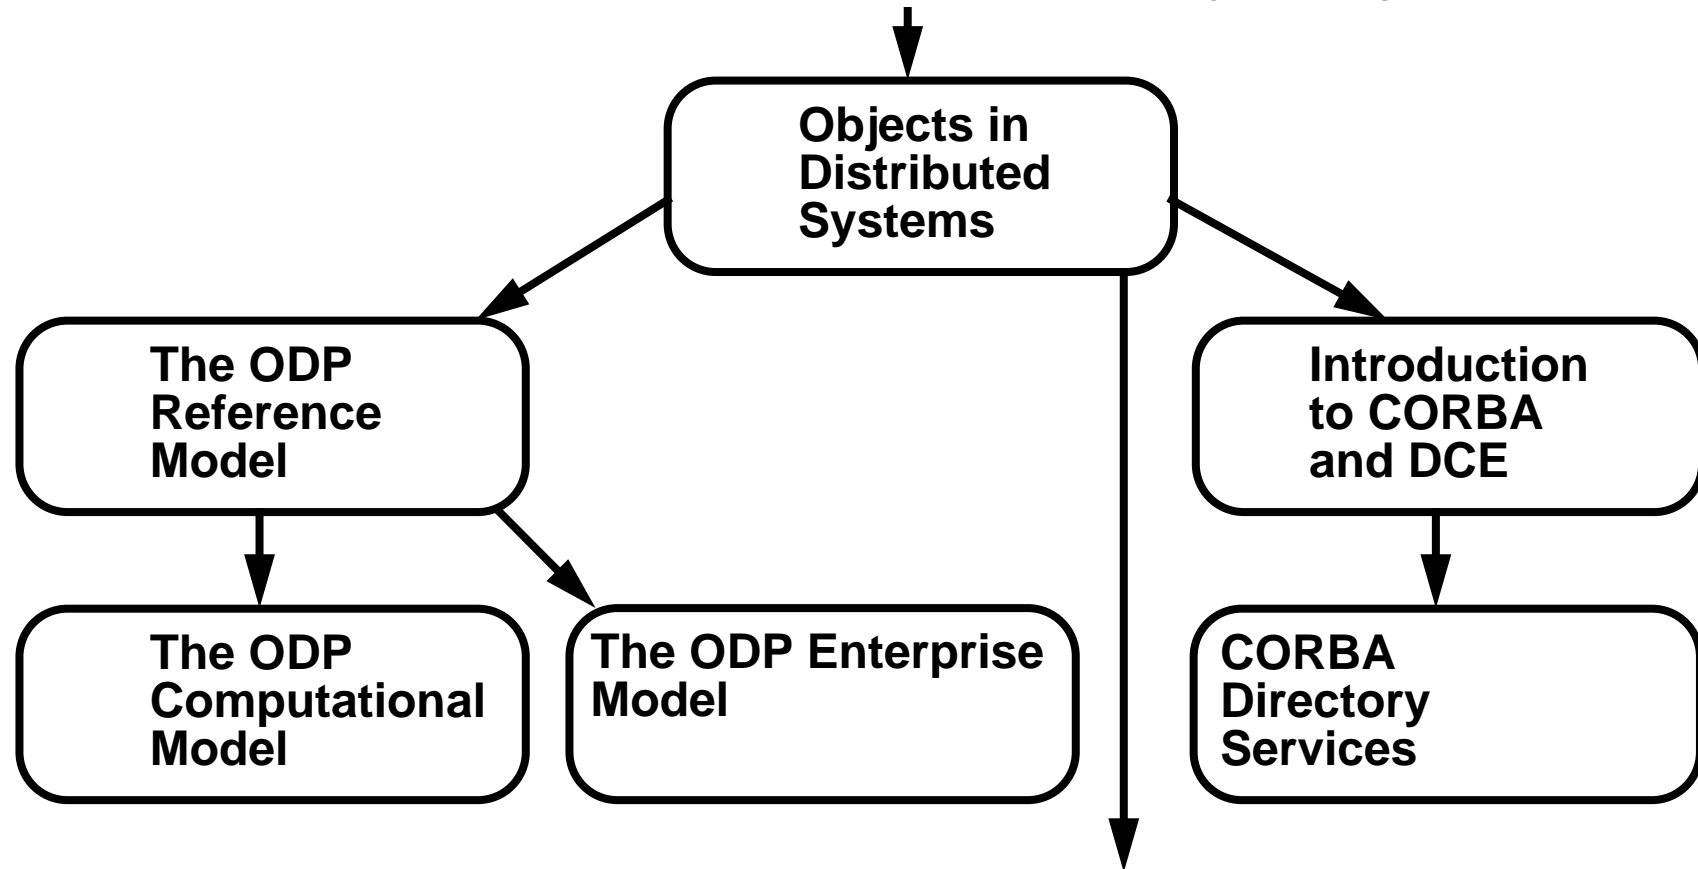 Objects in
Distributed
Systems
The ODP
Reference
Model
Introduction
to CORBA
and DCE
The ODP
Computational
Model
The ODP Enterprise
Model
CORBA
Directory
Services